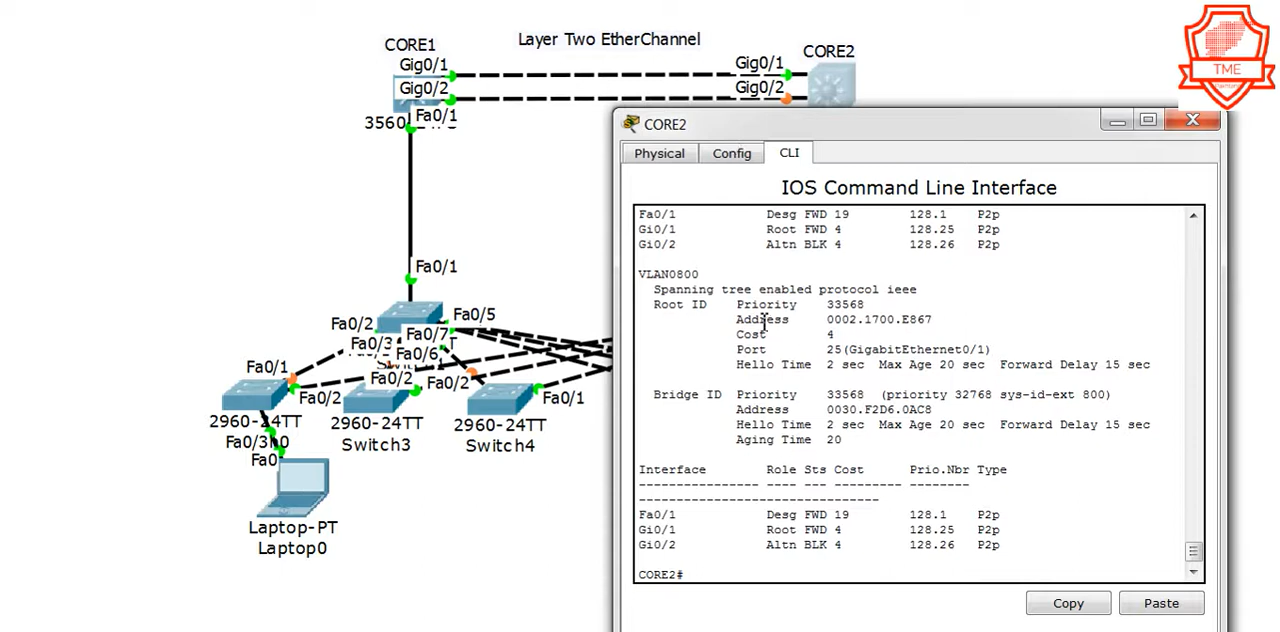 TME
CORE1
Layer Two EtherChannel
CORE2
Gig0/1
Gig0/1
Gig0/2
Gig0/2
Fa0/1
3560
CORE2
Physical
Config
CLI
IOS Command Line Interface
Fa0/1 Desg FWD 19 128.1 P2p
Gi0/1 Root FWD 4 128.25 P2p
Gi0/2 Altn BLK 4 128.26 P2p
VLAN0800
Spanning tree enabled protocol ieee
Root ID Priority 33568
Address 0002.1700.E867
Cost 4
Port 25(GigabitEthernet0/1)
Hello Time 2 sec Max Age 20 sec Forward Delay 15 sec
Bridge ID Priority 33568 (priority 32768 sys-id-ext 800)
Address 0030.F2D6.0AC8
Hello Time 2 sec Max Age 20 sec Forward Delay 15 sec
Aging Time 20
Interface Role Sts Cost Prio.Nbr Type
---------------- ---- --- --------- --------
--------------------------------
Fa0/1 Desg FWD 19 128.1 P2p
Gi0/1 Root FWD 4 128.25 P2p
Gi0/2 Altn BLK 4 128.26 P2p
CORE2#
Copy
Paste
Fa0/1
Fa0/2
Fa0/5
Fa0/7
Fa0/3
Fa0/6
Fa0/1
Fa0/2
Fa0/2
Fa0/2
Fa0/1
2960-24TT
2960-24TT
Switch3
2960-24TT
Switch4
Fa0/3
Fa0
Laptop-PT
Laptop0